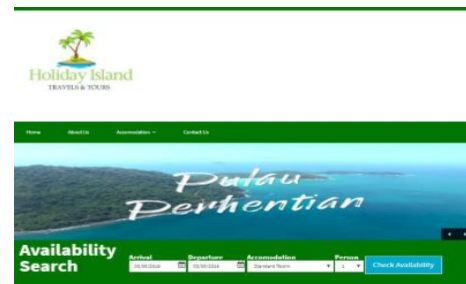 Holiday Island
TRAVELS & TOURS
Home About Us Accomodation Contact Us
Pulau
Perhentian
Availability
Search
Arrival Departure Accomodation Person
Standard Room 1 Check Availability